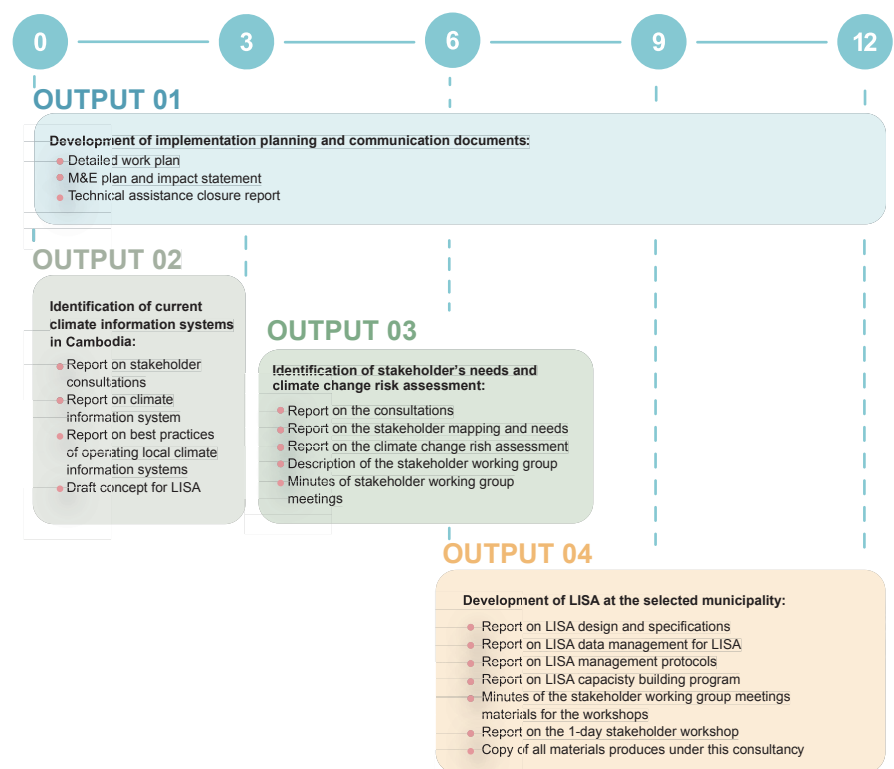 0
3
6
9
12
OUTPUT 01
Development of implementation planning and communication documents:
Detailed work plan
M&E plan and impact statement
Technical assistance closure report
OUTPUT 02
Identification of current
climate information systems
in Cambodia:
Report on stakeholder
consultations
Report on climate
information system
Report on best practices
of operating local climate
information systems
Draft concept for LISA
OUTPUT 03
Identification of stakeholder's needs and
climate change risk assessment:
Report on the consultations
Report on the stakeholder mapping and needs
Report on the climate change risk assessment
Description of the stakeholder working group
Minutes of stakeholder working group
meetings
OUTPUT 04
Development of LISA at the selected municipality:
Report on LISA design and specifications
Report on LISA data management for LISA
Report on LISA management protocols
Report on LISA capacisty building program
Minutes of the stakeholder working group meetings
materials for the workshops
Report on the 1-day stakeholder workshop
Copy of all materials produces under this consultancy